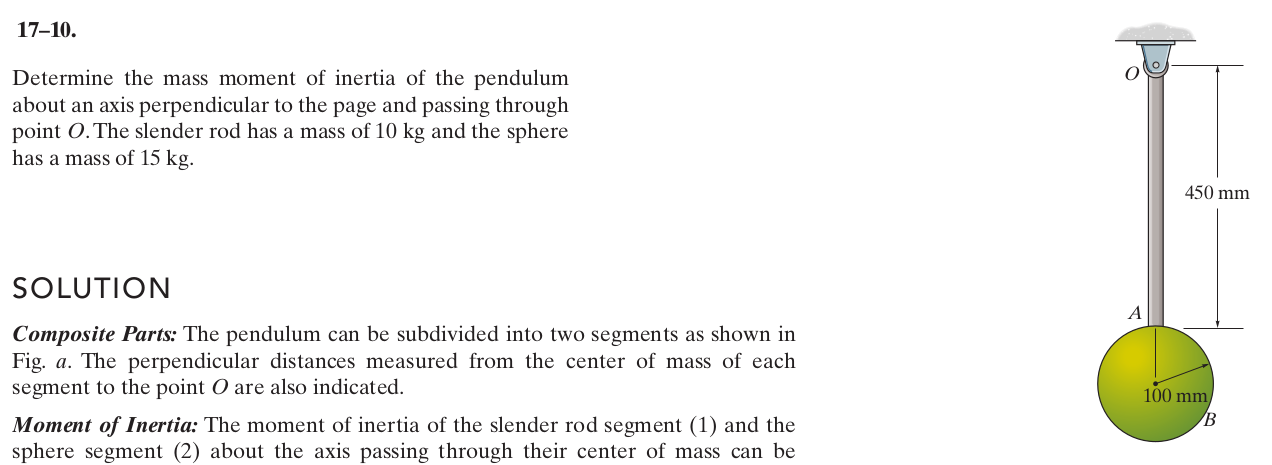 17–10.
Determine the mass moment of inertia of the pendulum
about an axis perpendicular to the page and passing through
point O. The slender rod has a mass of 10 kg and the sphere
has a mass of 15 kg.
O
450 mm
A
100 mm
B
SOLUTION
Composite Parts: The pendulum can be subdivided into two segments as shown in
Fig. a. The perpendicular distances measured from the center of mass of each
segment to the point O are also indicated.
Moment of Inertia: The moment of inertia of the slender rod segment (1) and the
sphere segment (2) about the axis passing through their center of mass can be